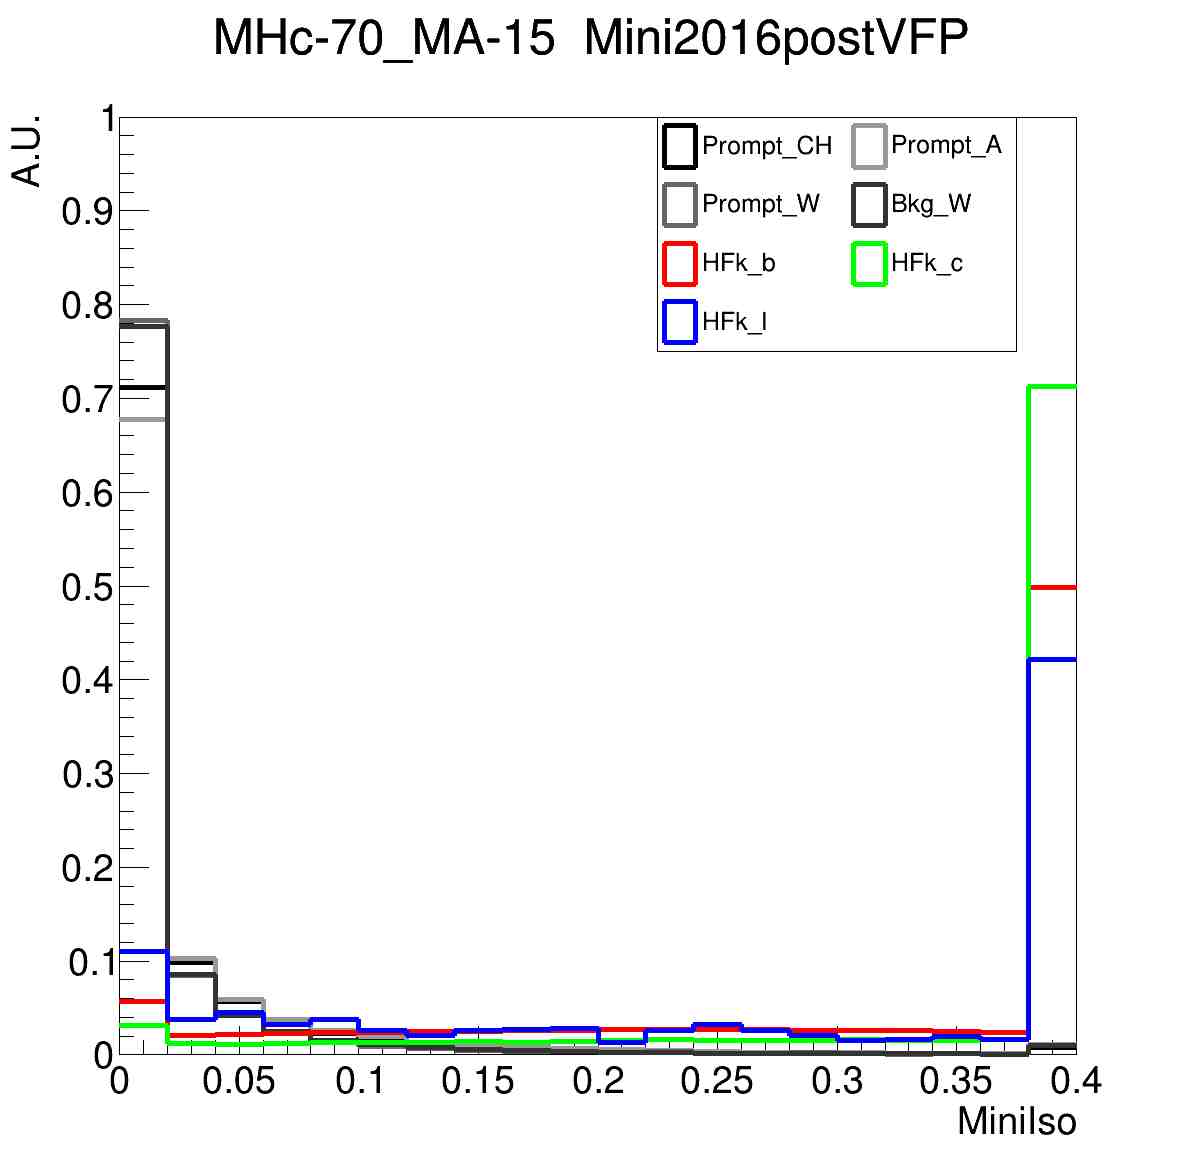 MHc-70_MA-15 Mini2016postVFP
A.U.
1
0.9
0.8
0.7
0.6
0.5
0.4
0.3
0.2
0.1
0
Prompt_CH Prompt_A
Prompt_W Bkg_W
HFk_b HFk_c
HFk_l
0 0.05 0.1 0.15 0.2 0.25 0.3 0.35 0.4
MiniIso